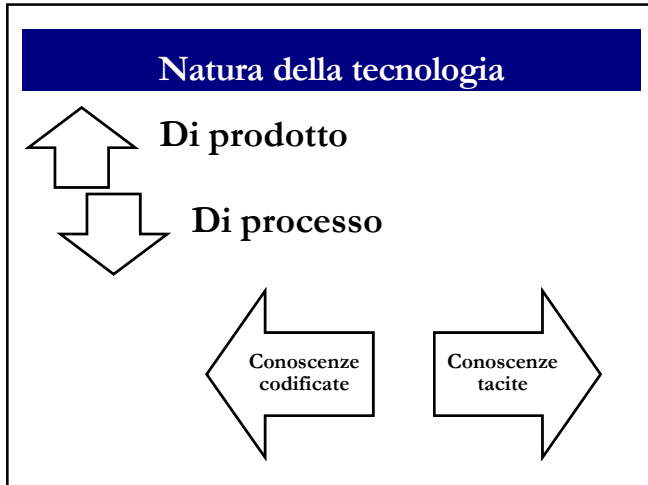 Natura della tecnologia
Di prodotto
Di processo
Conoscenze
codificate
Conoscenze
tacite